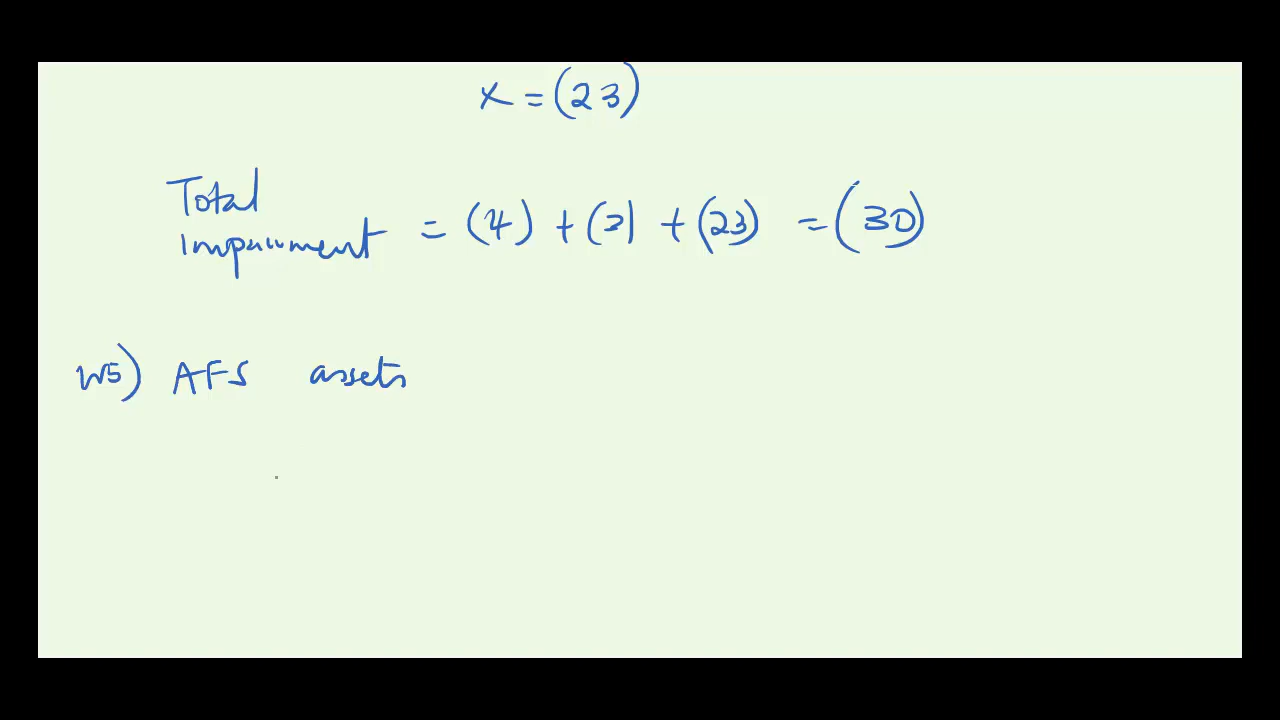 x = (23)
Total
impairment = (4) + (3) + (23) = (30)
W5) AFS assets